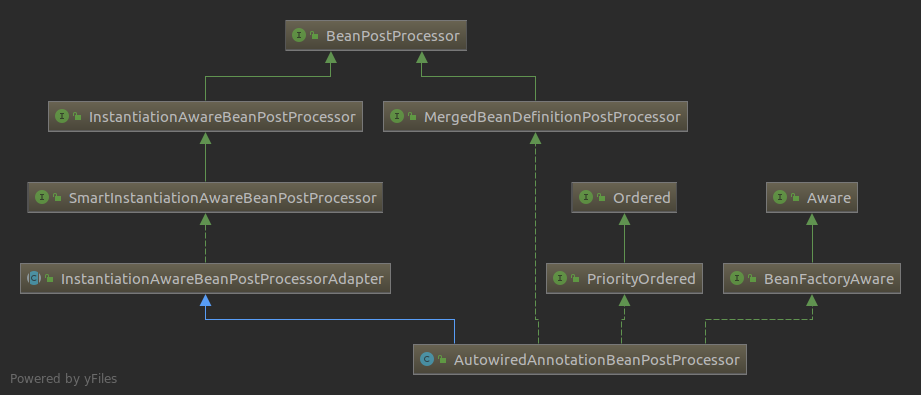 BeanPostProcessor
InstantiationAwareBeanPostProcessor
MergedBeanDefinitionPostProcessor
SmartInstantiationAwareBeanPostProcessor
Ordered
Aware
InstantiationAwareBeanPostProcessorAdapter
PriorityOrdered
BeanFactoryAware
AutowiredAnnotationBeanPostProcessor
Powered by yFiles